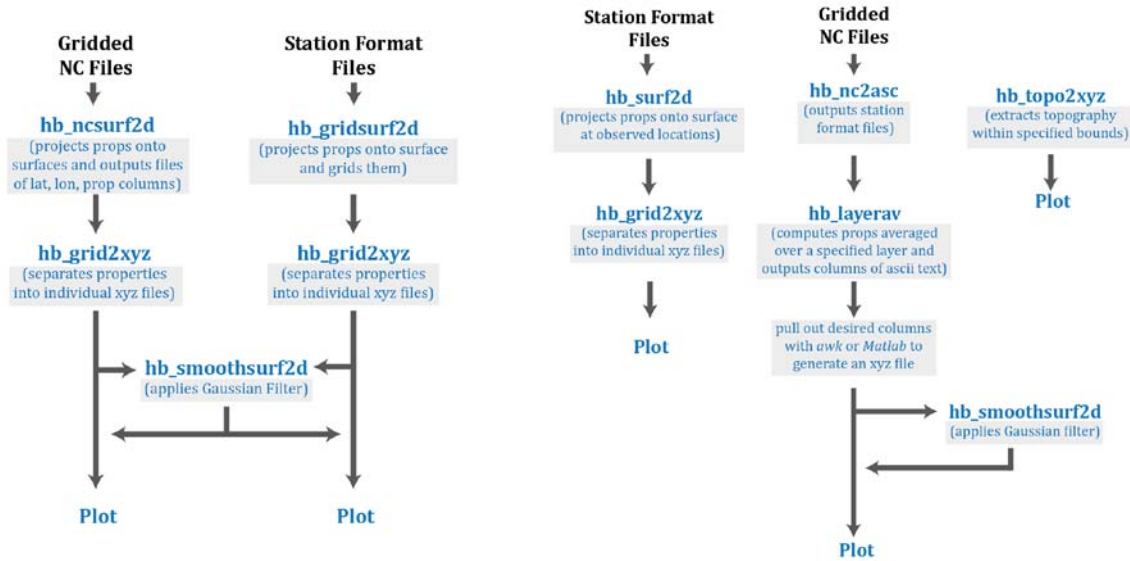 Gridded
NC Files
hb_ncsurf2d
(projects props onto
surfaces and outputs files
of lat, lon, prop columns)
hb_grid2xyz
(separates properties
into individual xyz files)
Station Format
Files
hb_gridsurf2d
(projects props onto surface
and grids them)
hb_grid2xyz
(separates properties
into individual xyz files)
hb_smoothsurf2d
(applies Gaussian Filter)
Plot
Plot
Station Format
Files
hb_surf2d
(projects props onto surface
at observed locations)
hb_grid2xyz
(separates properties
into individual xyz files)
Plot
Gridded
NC Files
hb_nc2asc
(outputs station
format files)
hb_layerav
(computes props averaged
over a specified layer and
outputs columns of ascii text)
pull out desired columns
with awk or Matlab to
generate an xyz file
hb_smoothsurf2d
(applies Gaussian filter)
Plot
hb_topo2xyz
(extracts topography
within specified bounds)
Plot